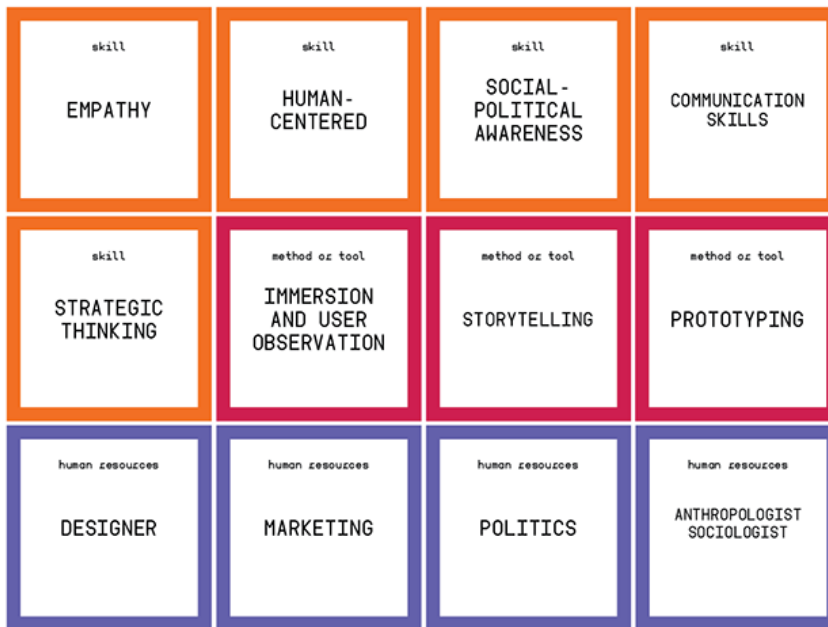 skill
EMPATHY
skill
HUMAN-
CENTERED
skill
SOCIAL-
POLITICAL
AWARENESS
skill
COMMUNICATION
SKILLS
skill
STRATEGIC
THINKING
method or tool
IMMERSION
AND USER
OBSERVATION
method or tool
STORYTELLING
method or tool
PROTOTYPING
human resources
DESIGNER
human resources
MARKETING
human resources
POLITICS
human resources
ANTHROPOLOGIST
SOCIOLOGIST